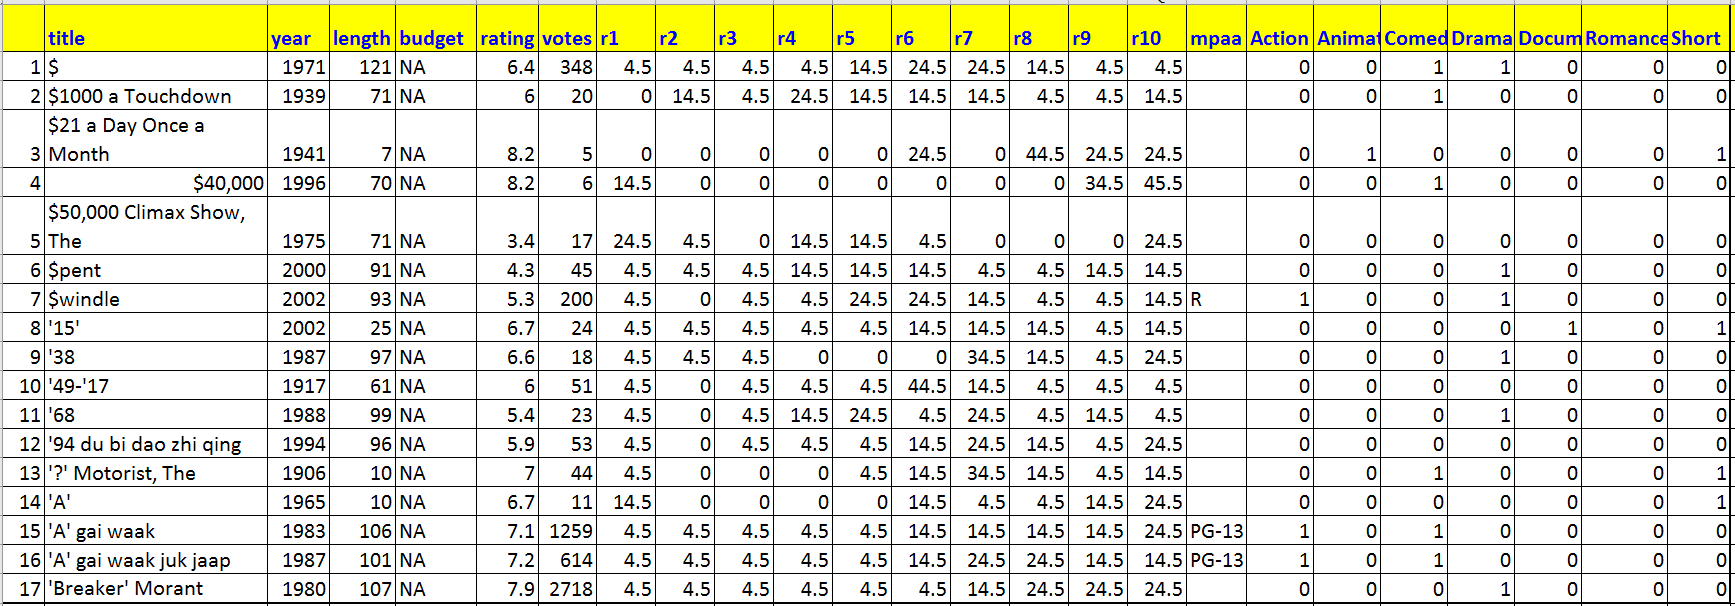 title year length budget rating votes r1 r2 r3 r4 r5 r6 r7 r8 r9 r10 mpaa Action Animat Comed Drama Docum Romance Short
1 $ 1971 121 NA 6.4 348 4.5 4.5 4.5 4.5 14.5 24.5 24.5 14.5 4.5 4.5 0 0 1 1 0 0 0
2 $1000 a Touchdown 1939 71 NA 6 20 0 14.5 4.5 24.5 14.5 14.5 14.5 4.5 4.5 14.5 0 0 1 0 0 0 0
$21 a Day Once a
3 Month 1941 7 NA 8.2 5 0 0 0 0 0 24.5 0 44.5 24.5 24.5 0 1 0 0 0 0 1
4 $40,000 1996 70 NA 8.2 6 14.5 0 0 0 0 0 0 0 34.5 45.5 0 0 1 0 0 0 0
$50,000 Climax Show,
5 The 1975 71 NA 3.4 17 24.5 4.5 0 14.5 14.5 4.5 0 0 0 24.5 0 0 0 0 0 0 0
6 $pent 2000 91 NA 4.3 45 4.5 4.5 4.5 14.5 14.5 14.5 4.5 4.5 14.5 14.5 0 0 0 1 0 0 0
7 $windle 2002 93 NA 5.3 200 4.5 0 4.5 4.5 24.5 24.5 14.5 4.5 4.5 14.5 R 1 0 0 1 0 0 0
8 '15' 2002 25 NA 6.7 24 4.5 4.5 4.5 4.5 4.5 14.5 14.5 14.5 4.5 14.5 0 0 0 0 1 0 1
9 '38 1987 97 NA 6.6 18 4.5 4.5 4.5 0 0 0 34.5 14.5 4.5 24.5 0 0 0 1 0 0 0
10 '49-'17 1917 61 NA 6 51 4.5 0 4.5 4.5 4.5 44.5 14.5 4.5 4.5 4.5 0 0 0 0 0 0 0
11 '68 1988 99 NA 5.4 23 4.5 0 4.5 14.5 24.5 4.5 24.5 4.5 14.5 4.5 0 0 0 1 0 0 0
12 '94 du bi dao zhi qing 1994 96 NA 5.9 53 4.5 0 4.5 4.5 4.5 14.5 24.5 14.5 4.5 24.5 0 0 0 0 0 0 0
13 '?' Motorist, The 1906 10 NA 7 44 4.5 0 0 0 4.5 14.5 34.5 14.5 4.5 14.5 0 0 1 0 0 0 1
14 'A' 1965 10 NA 6.7 11 14.5 0 0 0 0 14.5 4.5 4.5 14.5 24.5 0 0 0 0 0 0 1
15 'A' gai waak 1983 106 NA 7.1 1259 4.5 4.5 4.5 4.5 4.5 14.5 14.5 14.5 14.5 24.5 PG-13 1 0 1 0 0 0 0
16 'A' gai waak juk jaap 1987 101 NA 7.2 614 4.5 4.5 4.5 4.5 4.5 14.5 24.5 24.5 14.5 14.5 PG-13 1 0 1 0 0 0 0
17 'Breaker' Morant 1980 107 NA 7.9 2718 4.5 4.5 4.5 4.5 4.5 4.5 14.5 24.5 24.5 24.5 0 0 0 1 0 0 0